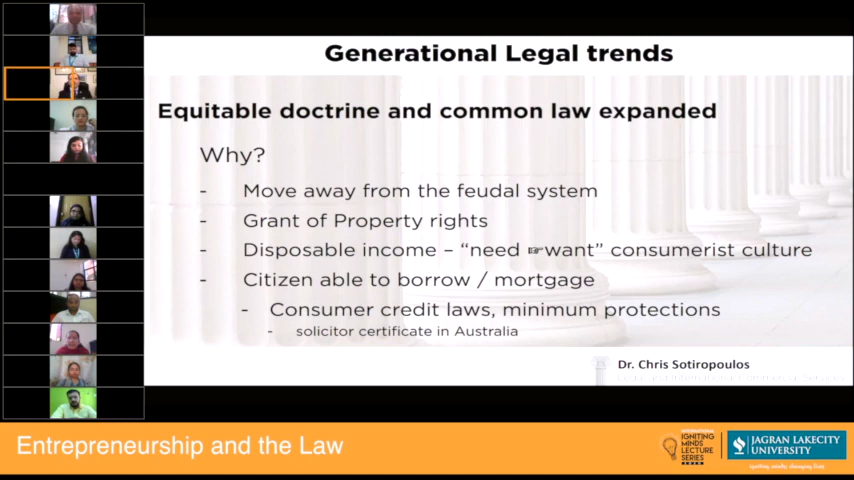 Generational Legal trends
Equitable doctrine and common law expanded
Why?
- Move away from the feudal system
- Grant of Property rights
- Disposable income – “need ☞want” consumerist culture
- Citizen able to borrow / mortgage
- Consumer credit laws, minimum protections
- solicitor certificate in Australia
Dr. Chris Sotiropoulos
Entrepreneurship and the Law
INTERNATIONAL
IGNITING
MINDS
LECTURE
SERIES
JAGRAN LAKECITY
UNIVERSITY